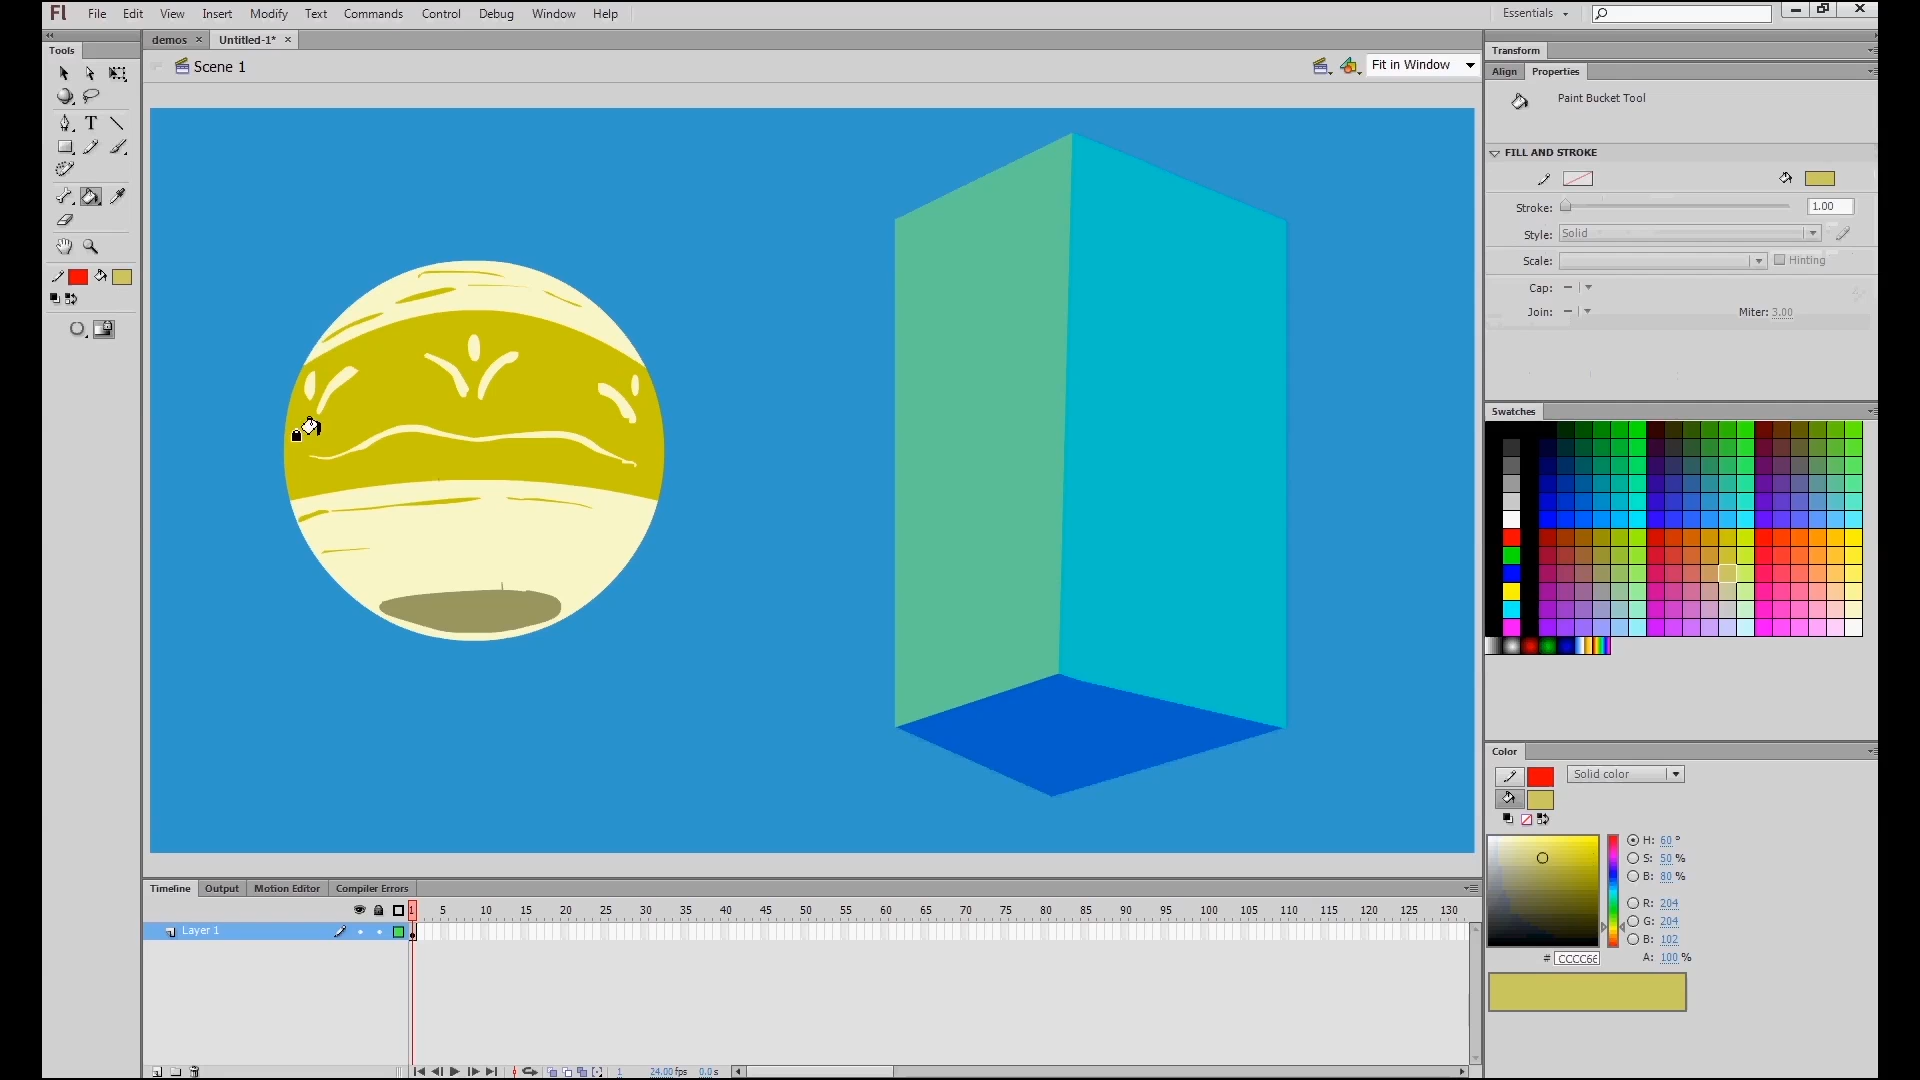 Fl File Edit View Insert Modify Text Commands Control Debug Window Help Essentials
Tools
demos Untitled-1*
Scene 1 Fit in Window
Transform
Align Properties
Paint Bucket Tool
FILL AND STROKE
Stroke: 1.00
Style: Solid
Scale: Hinting
Cap:
Join: Miter: 3.00
Swatches
Color
Solid color
H: 60 °
S: 50 %
B: 80 %
R: 204
G: 204
B: 102
# CCCC66 A: 100 %
Timeline Output Motion Editor Compiler Errors
1 5 10 15 20 25 30 35 40 45 50 55 60 65 70 75 80 85 90 95 100 105 110 115 120 125 130
Layer 1
1 24.00 fps 0.0 s